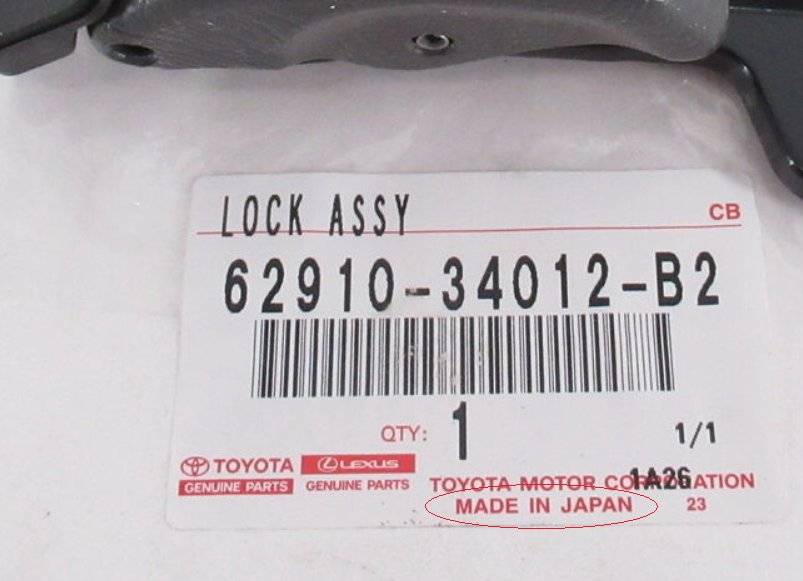 LOCK ASSY
CB
62910-34012-B2
QTY: 1
1/1
TOYOTA
GENUINE PARTS
LEXUS
GENUINE PARTS
1A26
TOYOTA MOTOR CORPORATION
MADE IN JAPAN
23